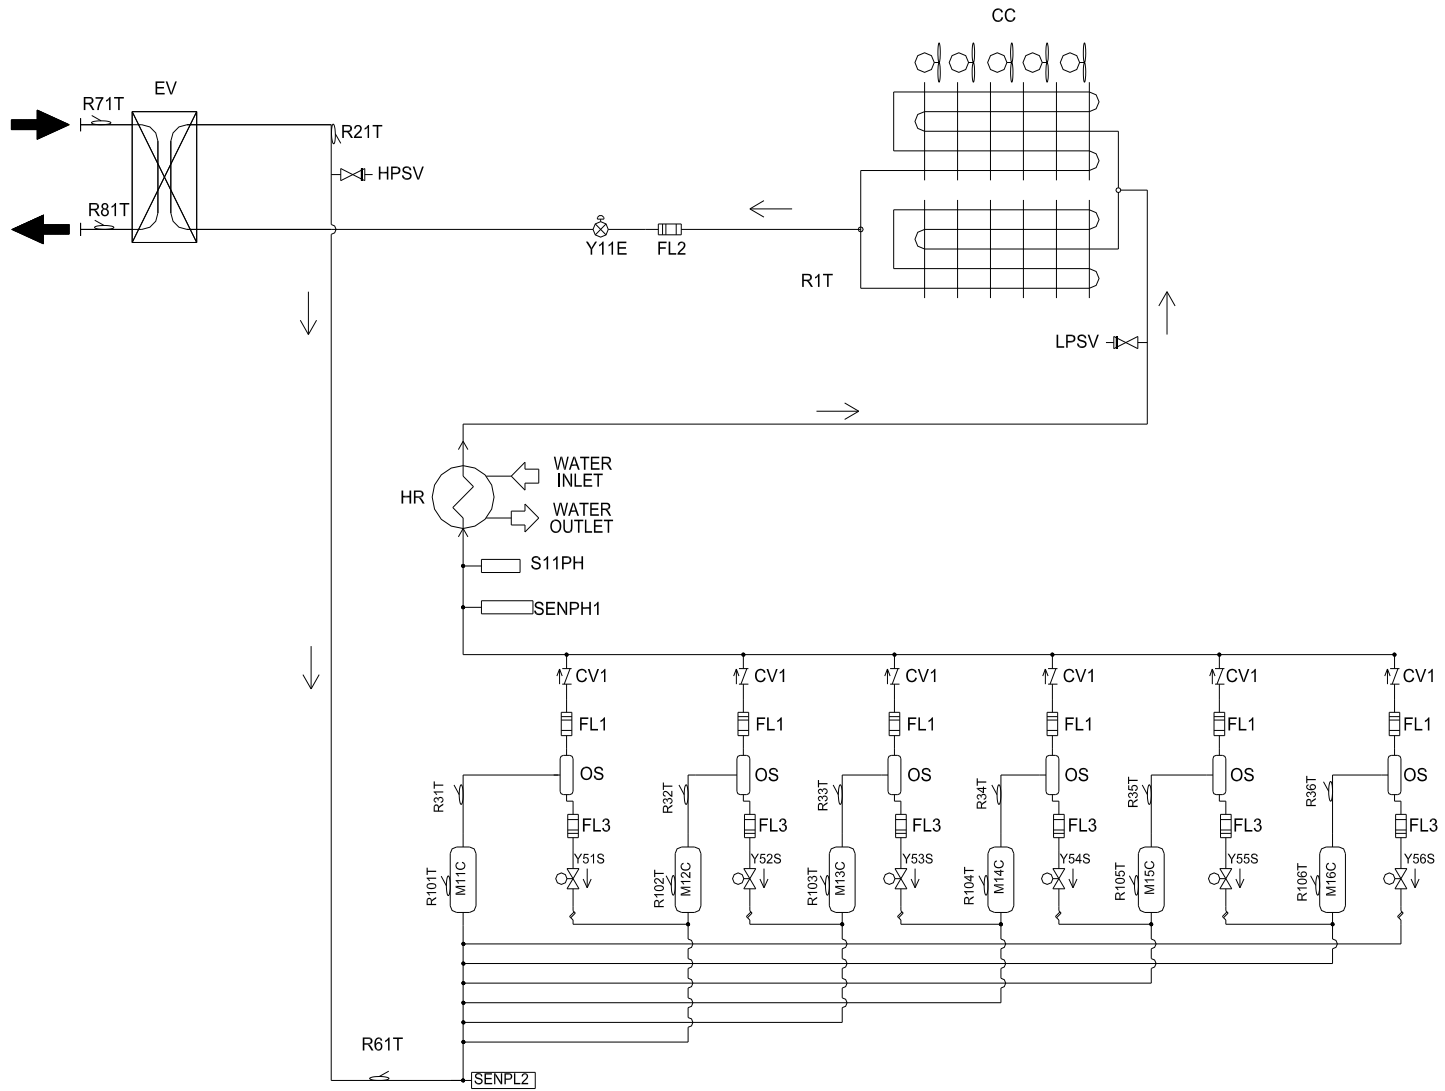 CC
EV
R71T
R21T
HPSV
R81T
Y11E
FL2
R1T
LPSV
HR
WATER
INLET
WATER
OUTLET
S11PH
SENPH1
CV1
CV1
CV1
CV1
CV1
CV1
FL1
FL1
FL1
FL1
FL1
FL1
OS
OS
OS
OS
OS
OS
R31T
R32T
R33T
R34T
R35T
R36T
FL3
FL3
FL3
FL3
FL3
FL3
Y51S
Y52S
Y53S
Y54S
Y55S
Y56S
R101T
M11C
R102T
M12C
R103T
M13C
R104T
M14C
R105T
M15C
R106T
M16C
R61T
SENPL2